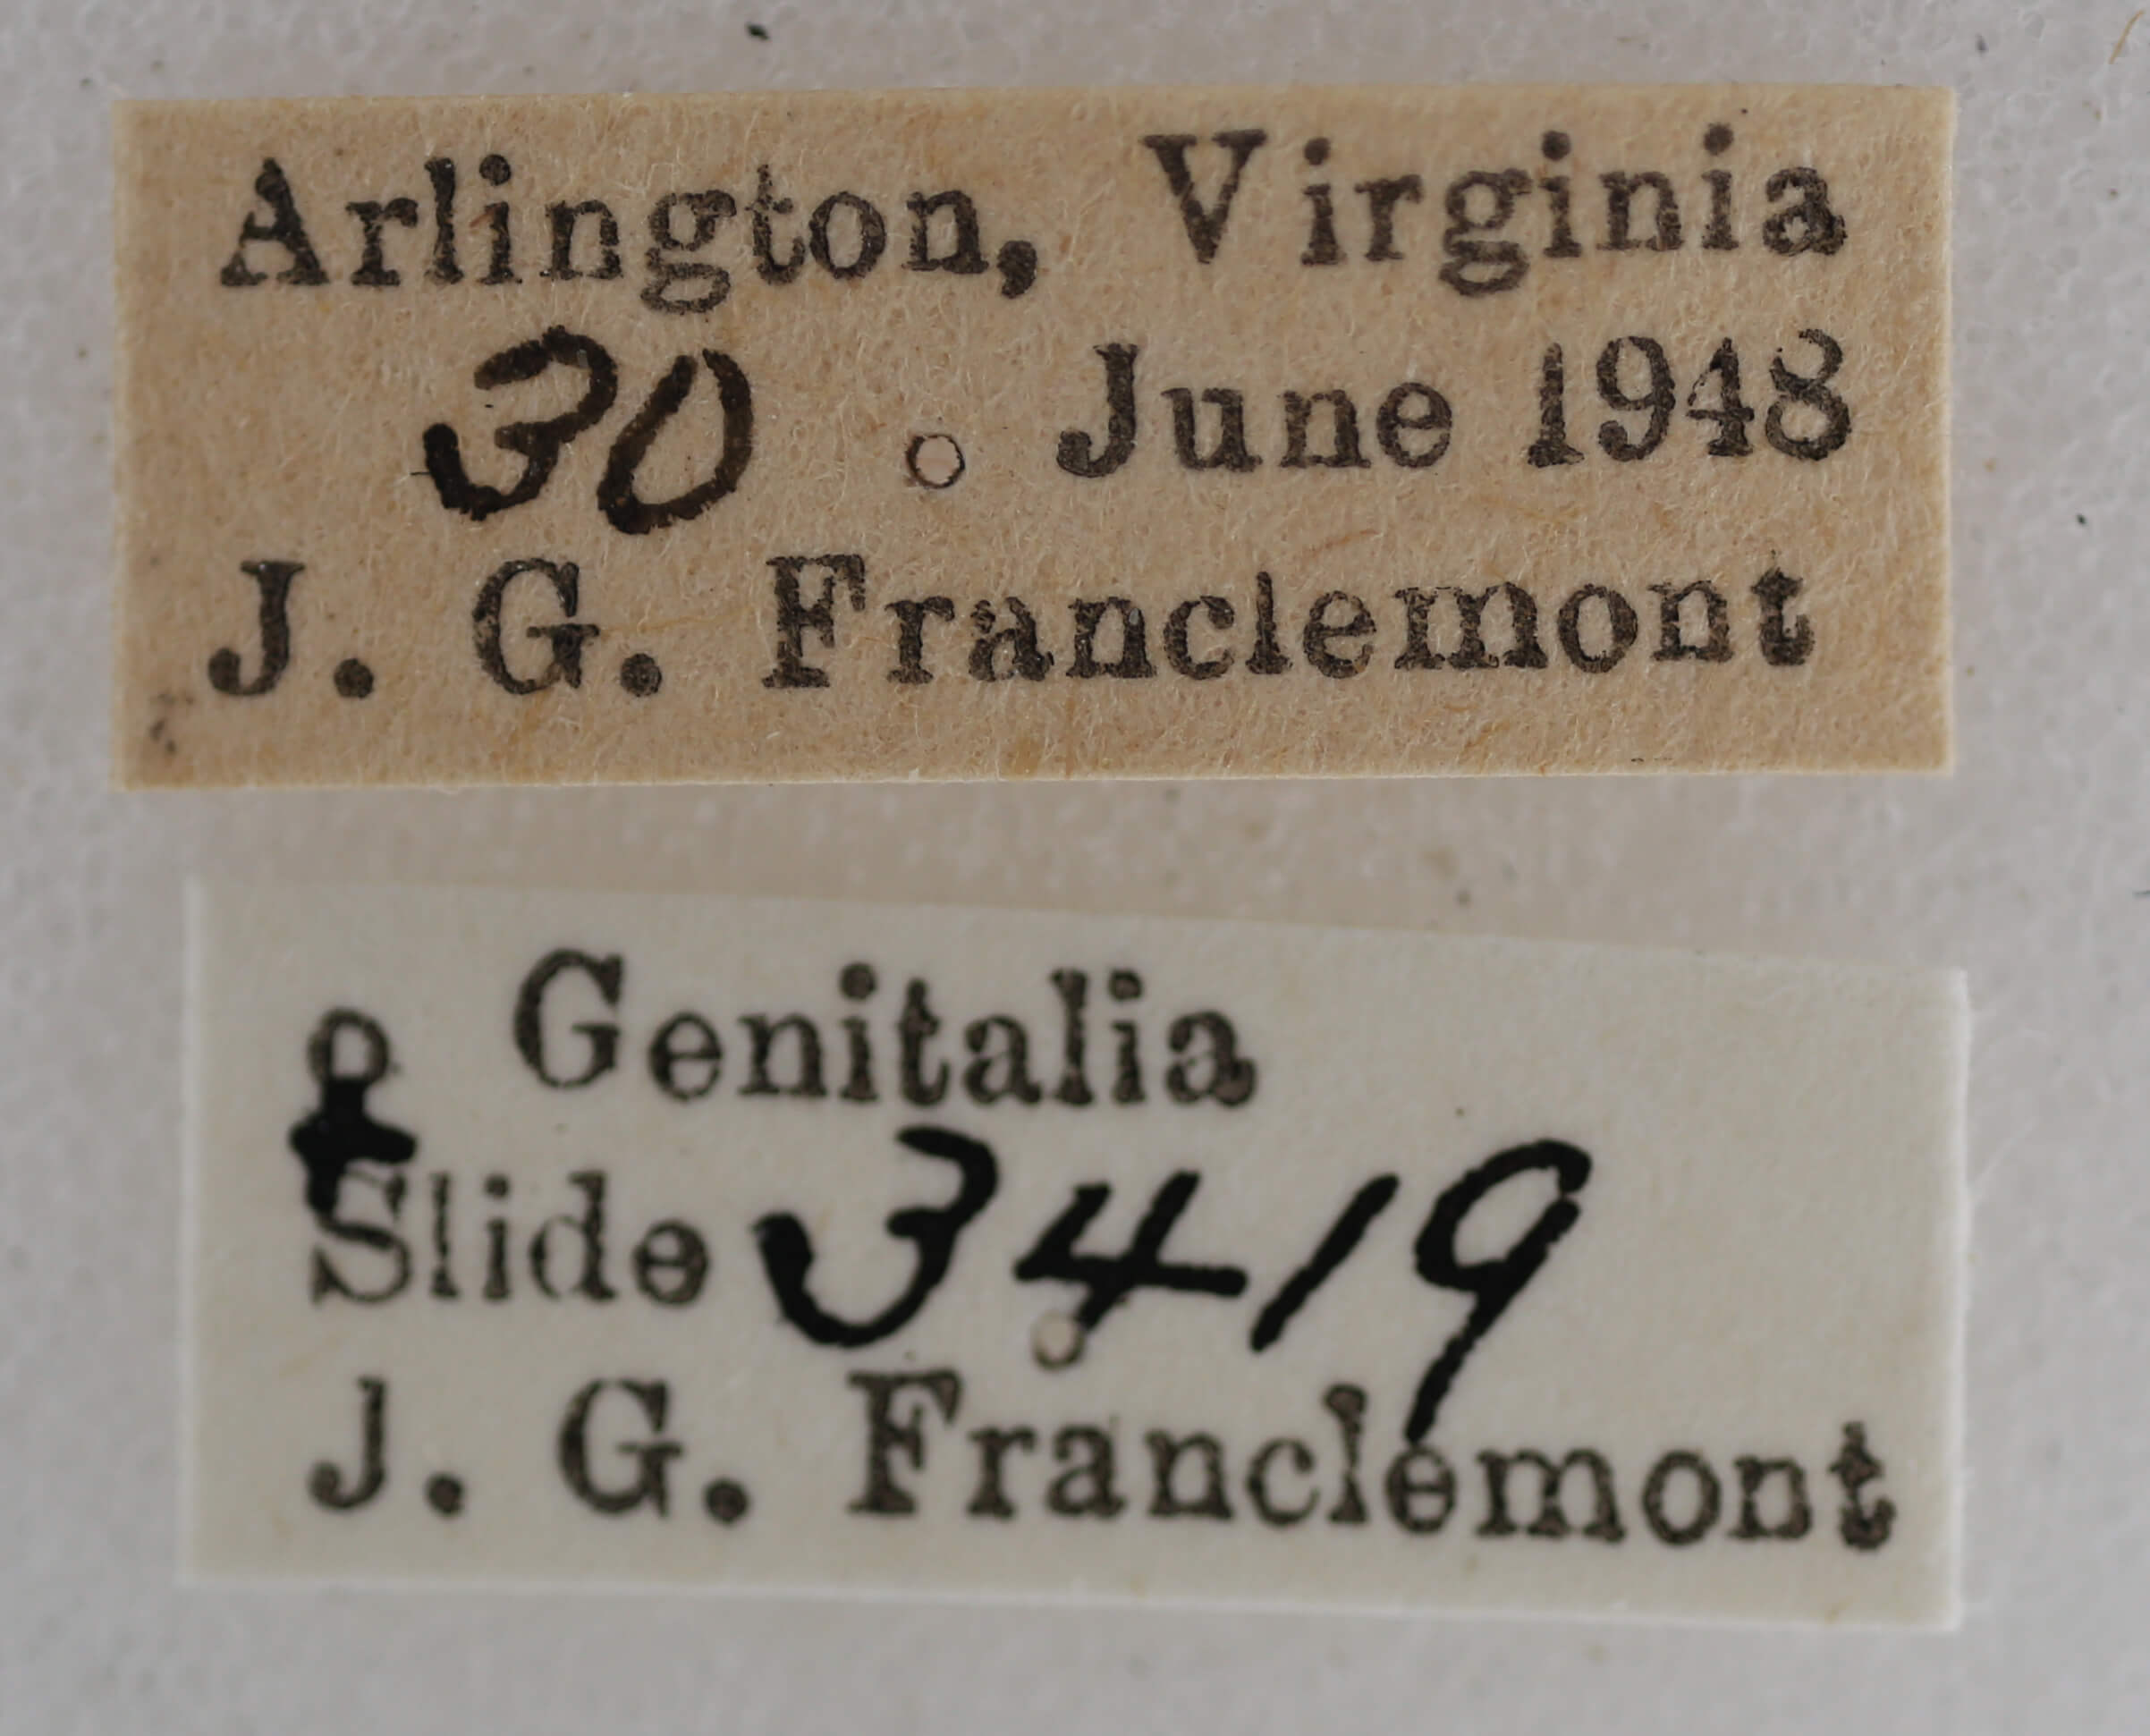 Arlington, Virginia
30 June 1948
J. G. Franclemont
♀ Genitalia
Slide 3419
J. G. Franclemont